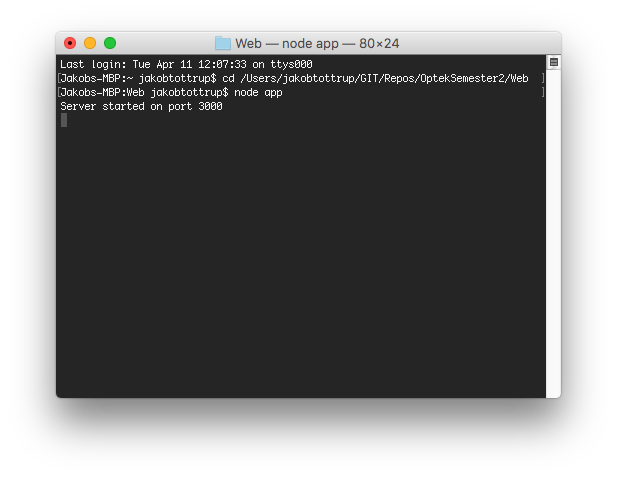 Web — node app — 80×24
Last login: Tue Apr 11 12:07:33 on ttys000
[Jakobs-MBP:~ jakobtottrup$ cd /Users/jakobtottrup/GIT/Repos/OptekSemester2/Web ]
[Jakobs-MBP:Web jakobtottrup$ node app ]
Server started on port 3000